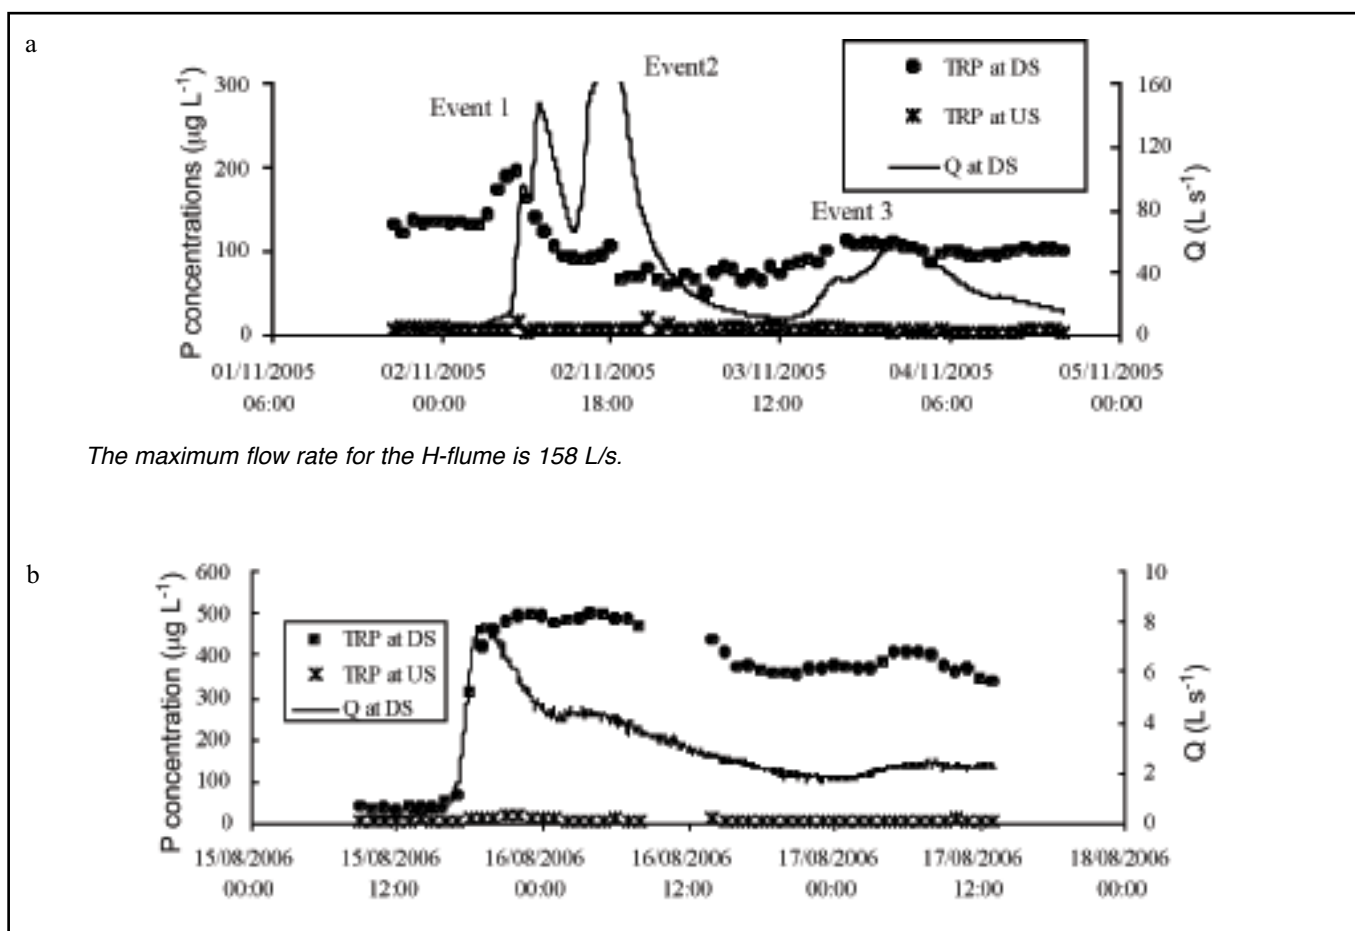 a
Event2
Event 1
Event 3
TRP at DS
TRP at US
Q at DS
P concentrations (µg L-1)
300
200
100
0
160
120
80
40
0
Q (L s-1)
01/11/2005 02/11/2005 02/11/2005 03/11/2005 04/11/2005 05/11/2005
06:00 00:00 18:00 12:00 06:00 00:00
The maximum flow rate for the H-flume is 158 L/s.
b
P concentration (µg L-1)
600
500
400
300
200
100
0
TRP at DS
TRP at US
Q at DS
10
8
6
4
2
0
Q (L s-1)
15/08/2006 15/08/2006 16/08/2006 16/08/2006 17/08/2006 17/08/2006 18/08/2006
00:00 12:00 00:00 12:00 00:00 12:00 00:00